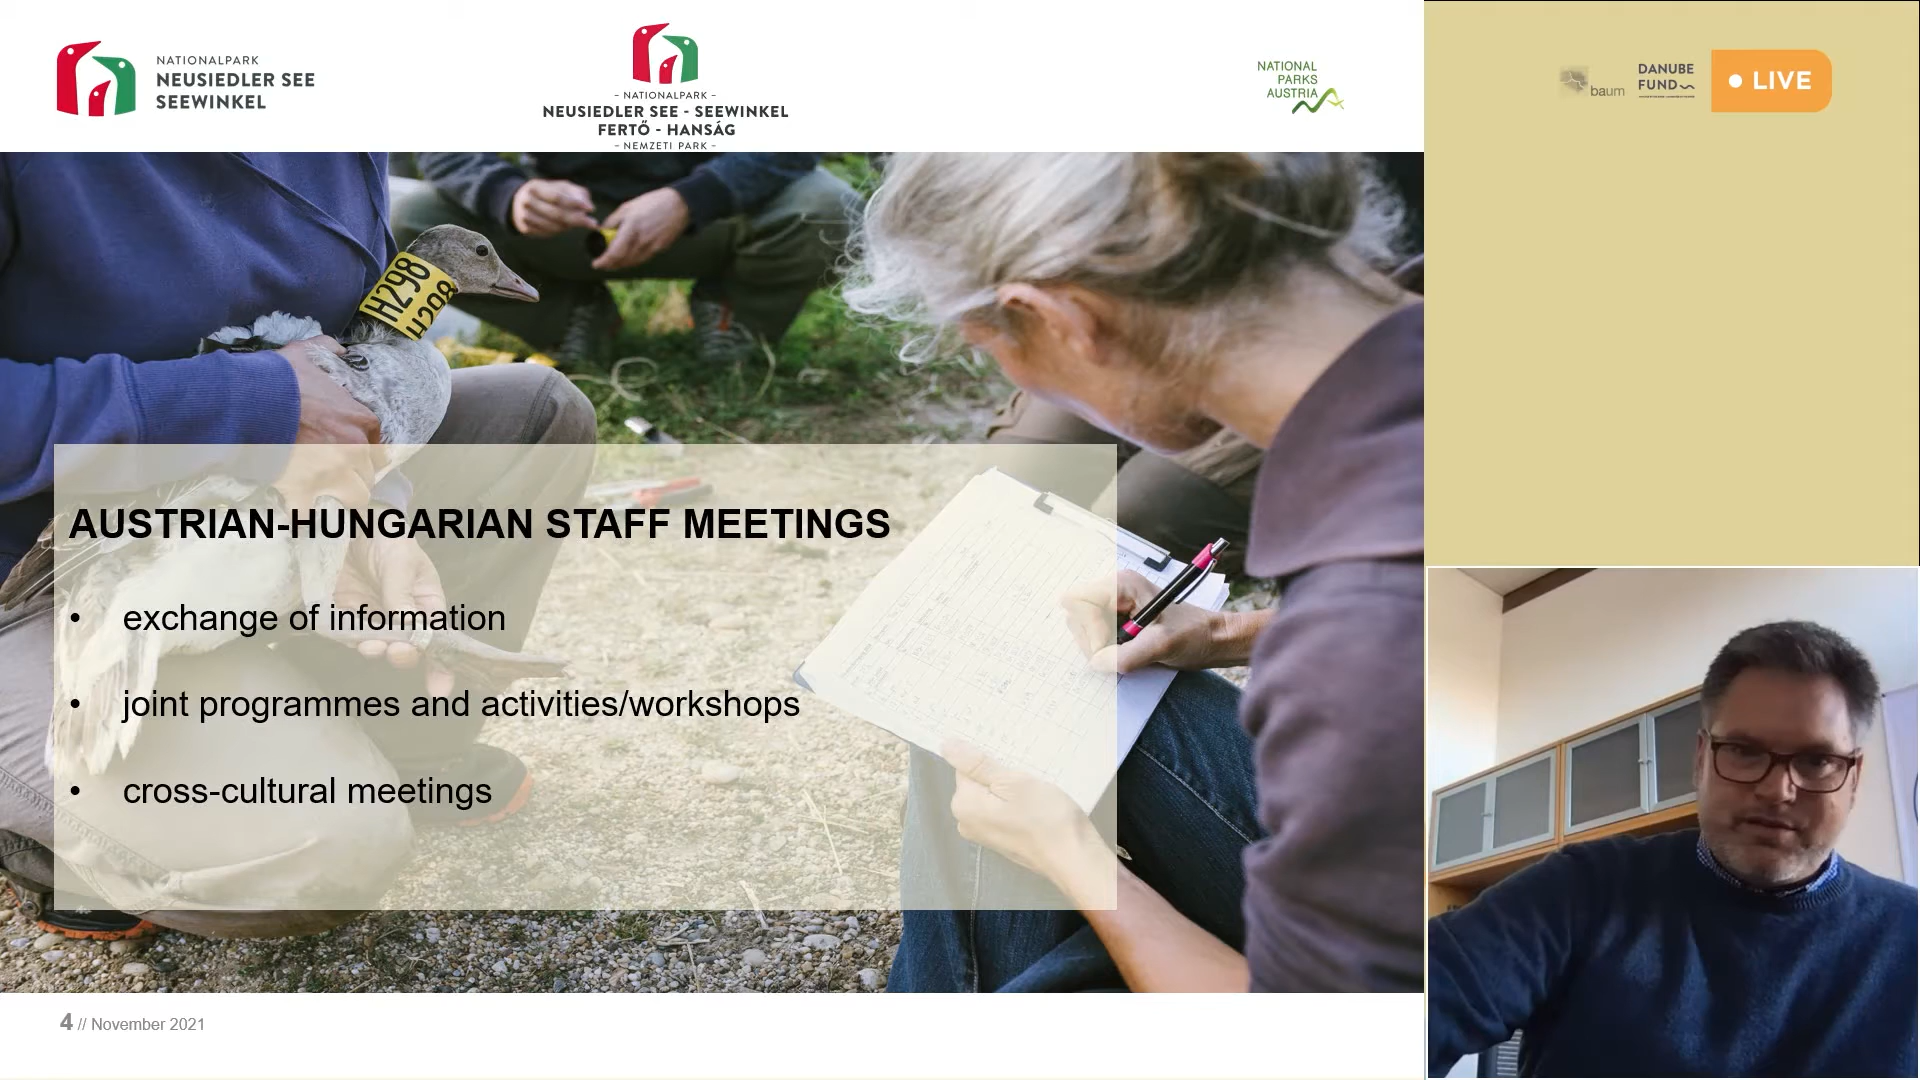 NATIONALPARK
NEUSIEDLER SEE
SEEWINKEL
– NATIONALPARK –
NEUSIEDLER SEE - SEEWINKEL
FERTŐ - HANSÁG
– NEMZETI PARK –
NATIONAL
PARKS
AUSTRIA
baum
DANUBE
FUND
LIVE
H298
H298
AUSTRIAN-HUNGARIAN STAFF MEETINGS
• exchange of information
• joint programmes and activities/workshops
• cross-cultural meetings
4 // November 2021